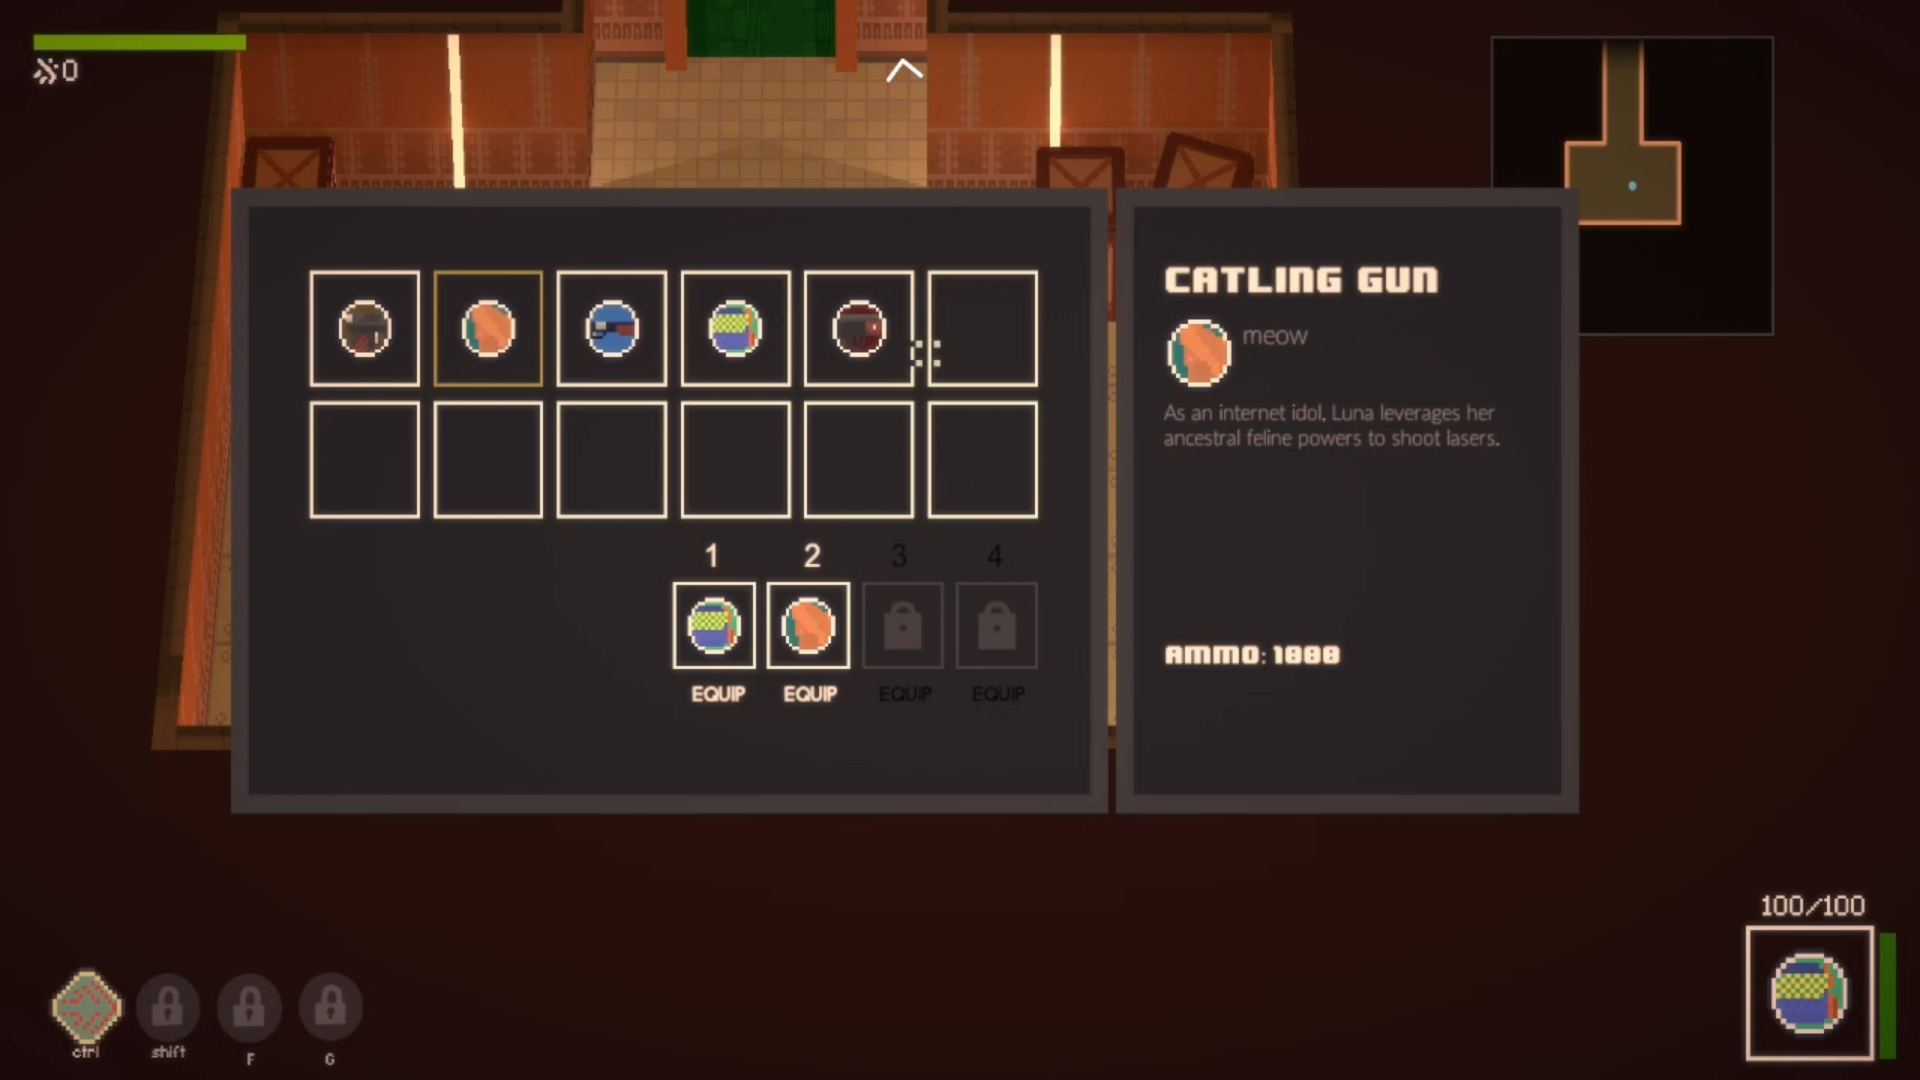 0
CATLING GUN
meow
As an internet idol, Luna leverages her
ancestral feline powers to shoot lasers.
1 2 3 4
EQUIP EQUIP EQUIP EQUIP
AMMO: 1000
100/100
ctrl shift F G